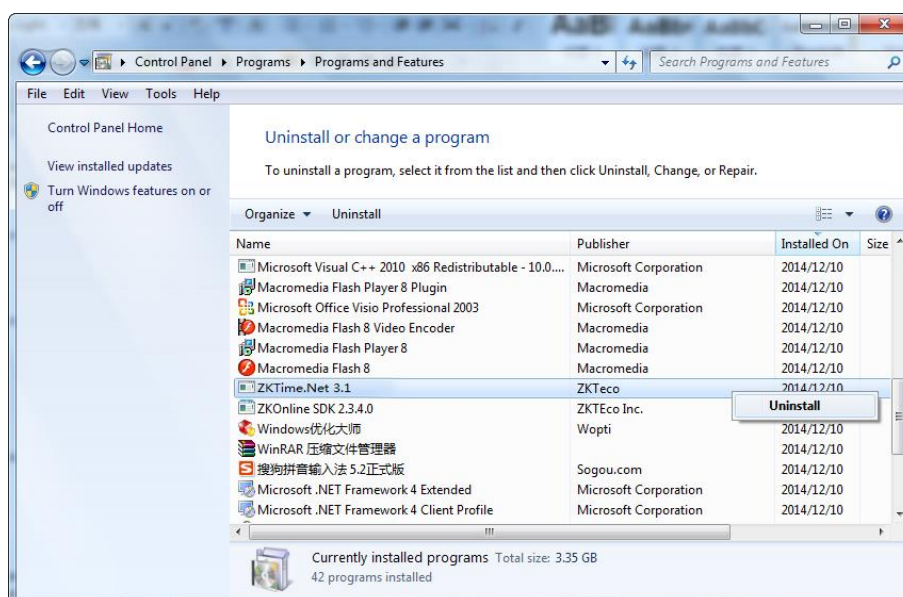 Control Panel ▸ Programs ▸ Programs and Features
Search Programs and Features
File Edit View Tools Help
Control Panel Home
View installed updates
Turn Windows features on or
off
Uninstall or change a program
To uninstall a program, select it from the list and then click Uninstall, Change, or Repair.
Organize Uninstall
Name Publisher Installed On Size
Microsoft Visual C++ 2010 x86 Redistributable - 10.0.... Microsoft Corporation 2014/12/10
Macromedia Flash Player 8 Plugin Macromedia 2014/12/10
Microsoft Office Visio Professional 2003 Microsoft Corporation 2014/12/10
Macromedia Flash 8 Video Encoder Macromedia 2014/12/10
Macromedia Flash Player 8 Macromedia 2014/12/10
Macromedia Flash 8 Macromedia 2014/12/10
ZKTime.Net 3.1 ZKTeco 2014/12/10
Uninstall
ZKOnline SDK 2.3.4.0 ZKTEco Inc.
Windows优化大师 Wopti 2014/12/10
WinRAR 压缩文件管理器 2014/12/10
搜狗拼音输入法 5.2正式版 Sogou.com 2014/12/10
Microsoft .NET Framework 4 Extended Microsoft Corporation 2014/12/10
Microsoft .NET Framework 4 Client Profile Microsoft Corporation 2014/12/10
Currently installed programs Total size: 3.35 GB
42 programs installed